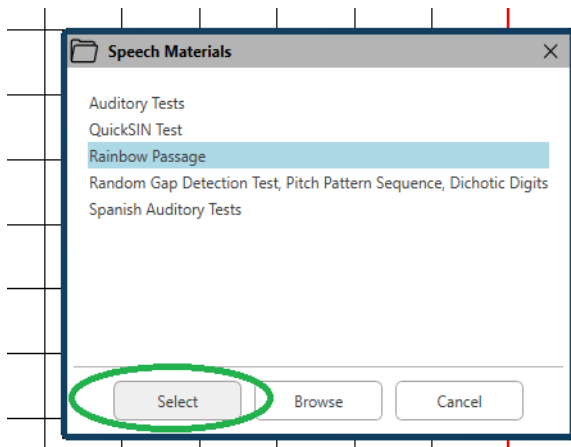 Speech Materials
Auditory Tests
QuickSIN Test
Rainbow Passage
Random Gap Detection Test, Pitch Pattern Sequence, Dichotic Digits
Spanish Auditory Tests
Select Browse Cancel